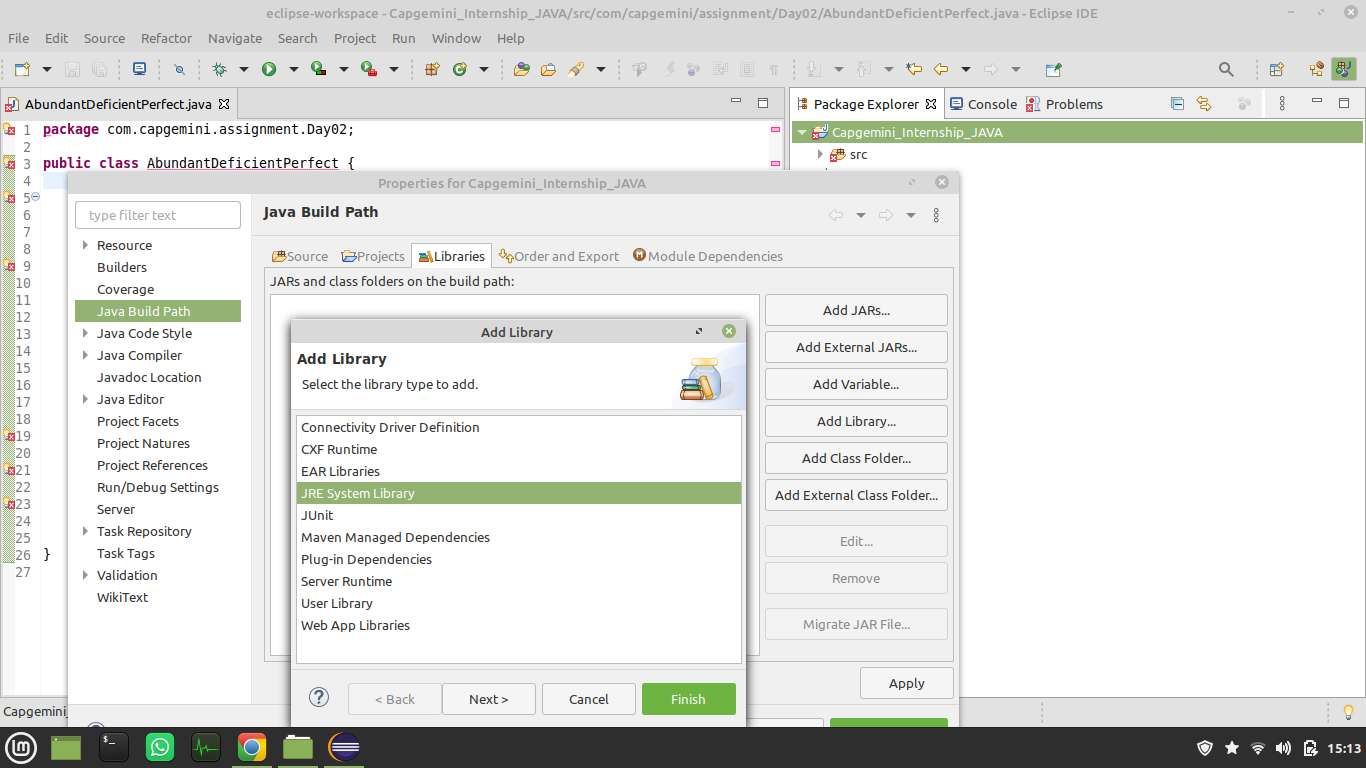 eclipse-workspace - Capgemini_Internship_JAVA/src/com/capgemini/assignment/Day02/AbundantDeficientPerfect.java - Eclipse IDE
File Edit Source Refactor Navigate Search Project Run Window Help
AbundantDeficientPerfect.java
Package Explorer Console Problems
1 package com.capgemini.assignment.Day02;
Capgemini_Internship_JAVA
2
src
3 public class AbundantDeficientPerfect {
4
5
6
7
8
9
10
11
12
13
14
15
16
17
18
19
20
21
22
23
24
25
26 }
27
Properties for Capgemini_Internship_JAVA
type filter text
Resource
Builders
Coverage
Java Build Path
Java Code Style
Java Compiler
Javadoc Location
Java Editor
Project Facets
Project Natures
Project References
Run/Debug Settings
Server
Task Repository
Task Tags
Validation
WikiText
Java Build Path
Source Projects Libraries Order and Export Module Dependencies
JARs and class folders on the build path:
Add JARs...
Add External JARs...
Add Variable...
Add Library...
Add Class Folder...
Add External Class Folder...
Edit...
Remove
Migrate JAR File...
Apply
Add Library
Add Library
Select the library type to add.
Connectivity Driver Definition
CXF Runtime
EAR Libraries
JRE System Library
JUnit
Maven Managed Dependencies
Plug-in Dependencies
Server Runtime
User Library
Web App Libraries
? < Back Next > Cancel Finish
Capgemini_
15:13